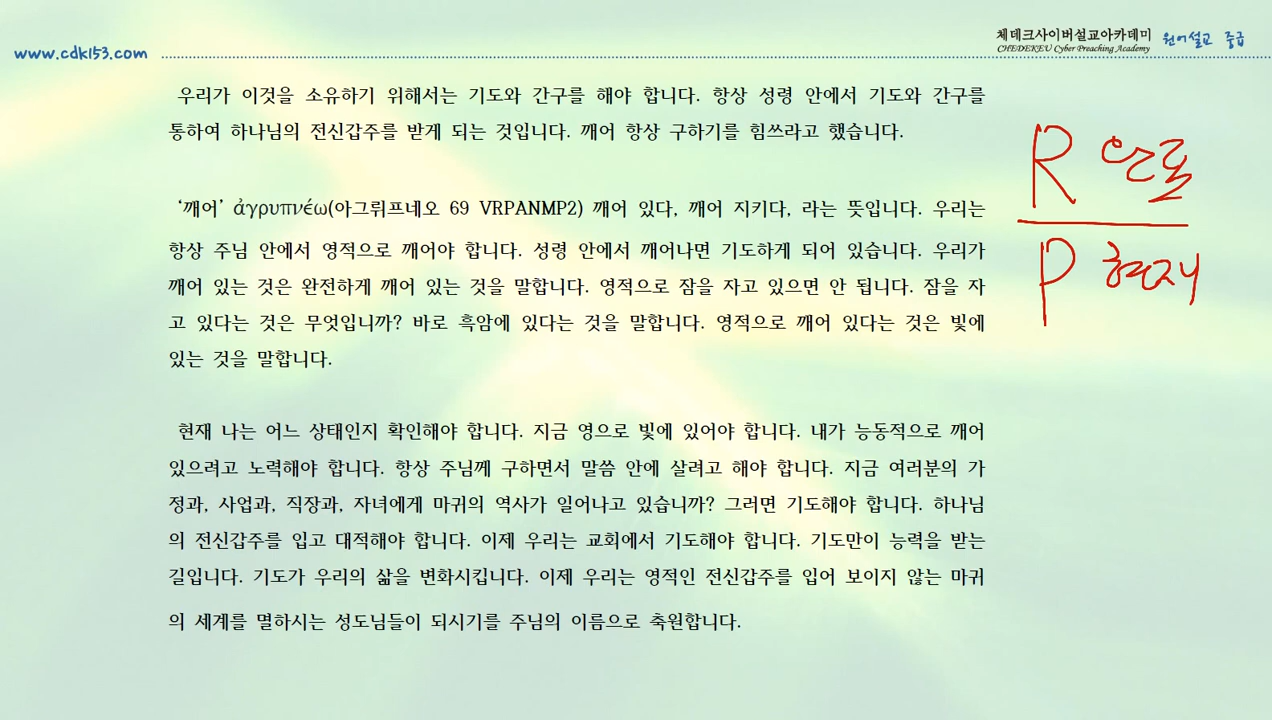 www.cdk153.com
체데크사이버설교아카데미 원어설교 중급
CHEDEKEU Cyber Preaching Academy
우리가 이것을 소유하기 위해서는 기도와 간구를 해야 합니다. 항상 성령 안에서 기도와 간구를
통하여 하나님의 전신갑주를 받게 되는 것입니다. 깨어 항상 구하기를 힘쓰라고 했습니다.
‘깨어’ ἀγρυπνέω(아그뤼프네오 69 VRPANMP2) 깨어 있다, 깨어 지키다, 라는 뜻입니다. 우리는
항상 주님 안에서 영적으로 깨어야 합니다. 성령 안에서 깨어나면 기도하게 되어 있습니다. 우리가
깨어 있는 것은 완전하게 깨어 있는 것을 말합니다. 영적으로 잠을 자고 있으면 안 됩니다. 잠을 자
고 있다는 것은 무엇입니까? 바로 흑암에 있다는 것을 말합니다. 영적으로 깨어 있다는 것은 빛에
있는 것을 말합니다.
현재 나는 어느 상태인지 확인해야 합니다. 지금 영으로 빛에 있어야 합니다. 내가 능동적으로 깨어
있으려고 노력해야 합니다. 항상 주님께 구하면서 말씀 안에 살려고 해야 합니다. 지금 여러분의 가
정과, 사업과, 직장과, 자녀에게 마귀의 역사가 일어나고 있습니까? 그러면 기도해야 합니다. 하나님
의 전신갑주를 입고 대적해야 합니다. 이제 우리는 교회에서 기도해야 합니다. 기도만이 능력을 받는
길입니다. 기도가 우리의 삶을 변화시킵니다. 이제 우리는 영적인 전신갑주를 입어 보이지 않는 마귀
의 세계를 멸하시는 성도님들이 되시기를 주님의 이름으로 축원합니다.
R
P 현재